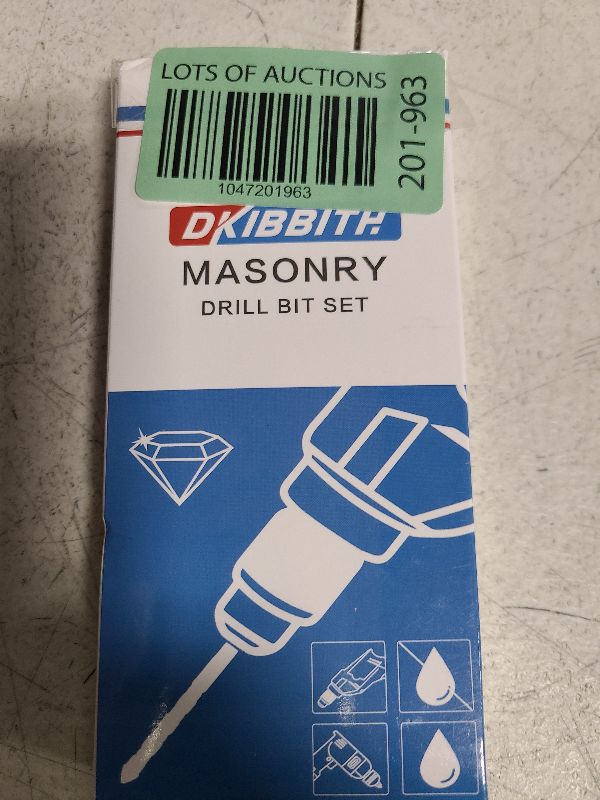 LOTS OF AUCTIONS
201-963
1047201963
DKIBBITH
MASONRY
DRILL BIT SET